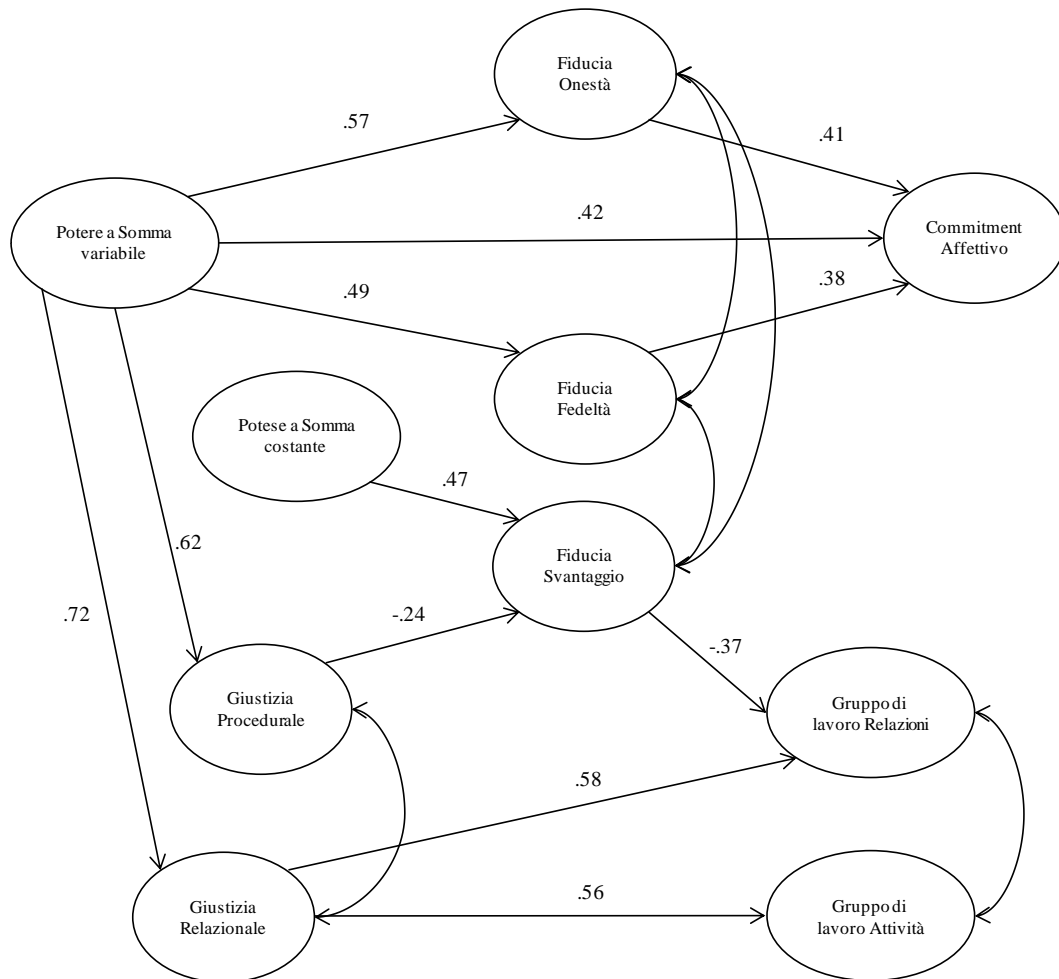 Fiducia
Onestà
.57
.41
Potere a Somma
variabile
.42
Commitment
Affettivo
.49
.38
Fiducia
Fedeltà
Potese a Somma
costante
.47
Fiducia
Svantaggio
.62
.72
-.24
-.37
Giustizia
Procedurale
Gruppo di
lavoro Relazioni
.58
Giustizia
Relazionale
.56
Gruppo di
lavoro Attività